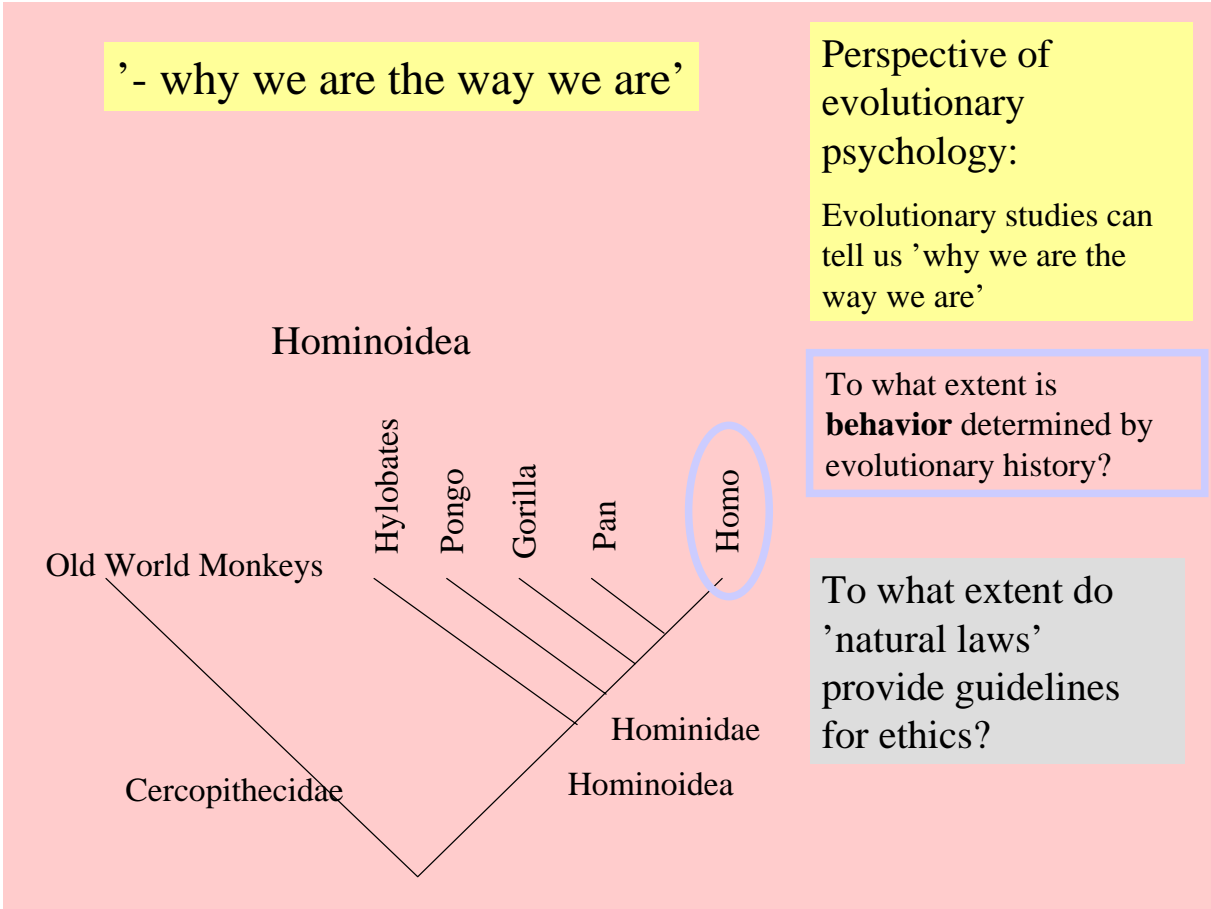 ’- why we are the way we are’
Perspective of
evolutionary
psychology:
Evolutionary studies can
tell us ’why we are the
way we are’
Hominoidea
To what extent is
behavior determined by
evolutionary history?
Hylobates
Pongo
Gorilla
Pan
Homo
Old World Monkeys
To what extent do
’natural laws’
provide guidelines
for ethics?
Hominidae
Hominoidea
Cercopithecidae